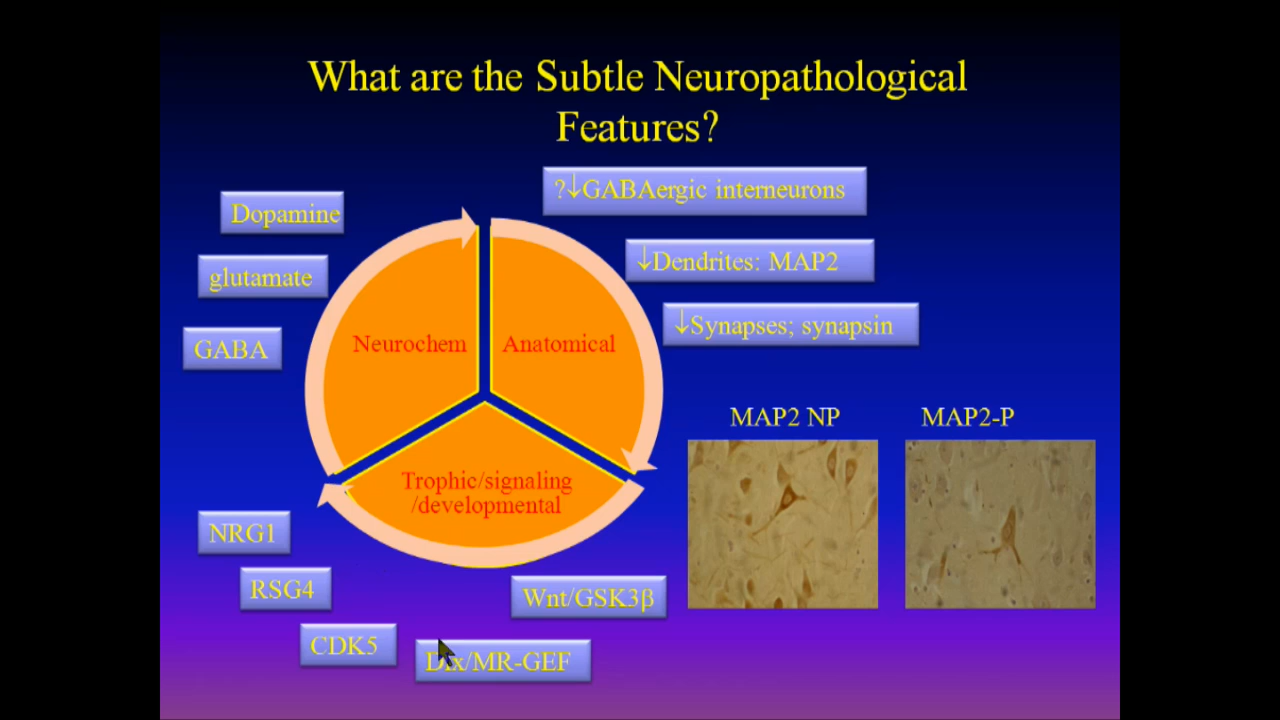 What are the Subtle Neuropathological
Features?
?↓GABAergic interneurons
Dopamine
↓Dendrites: MAP2
glutamate
↓Synapses; synapsin
GABA
Neurochem
Anatomical
MAP2 NP
MAP2-P
Trophic/signaling
/developmental
NRG1
RSG4
Wnt/GSK3β
CDK5
Dlx/MR-GEF